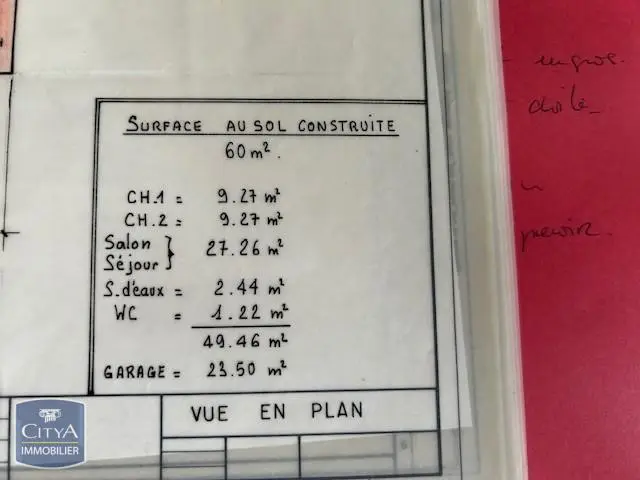 SURFACE AU SOL CONSTRUITE
60 m².
CH.1 = 9.27 m²
CH.2 = 9.27 m²
Salon
Séjour } 27.26 m²
S. d'eaux = 2.44 m²
WC = 1.22 m²
49.46 m²
GARAGE = 23.50 m²
VUE EN PLAN
CITYA
IMMOBILIER